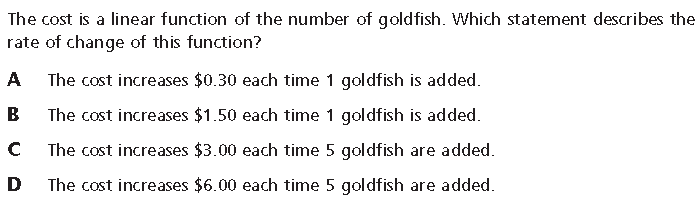 The cost is a linear function of the number of goldfish. Which statement describes the
rate of change of this function?
A The cost increases $0.30 each time 1 goldfish is added.
B The cost increases $1.50 each time 1 goldfish is added.
C The cost increases $3.00 each time 5 goldfish are added.
D The cost increases $6.00 each time 5 goldfish are added.